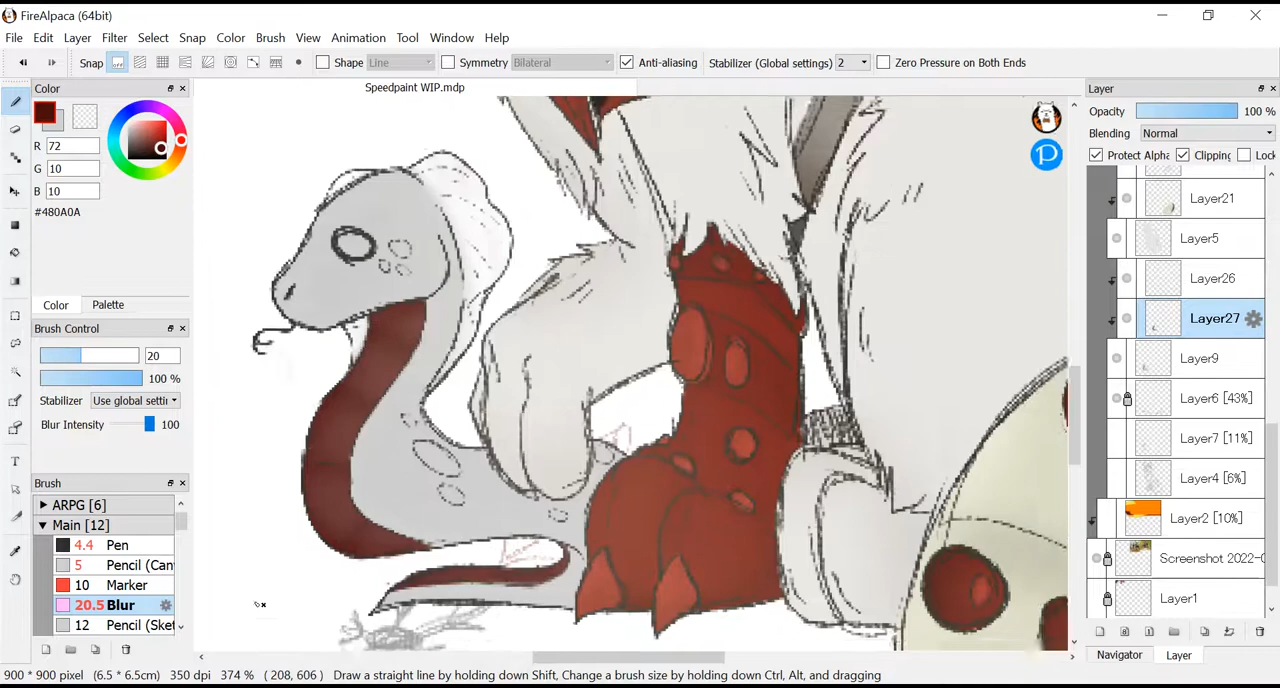 FireAlpaca (64bit)
File Edit Layer Filter Select Snap Color Brush View Animation Tool Window Help
Snap Shape Line Symmetry Bilateral Anti-aliasing Stabilizer (Global settings) 2 Zero Pressure on Both Ends
Color
R 72
G 10
B 10
#480A0A
Color Palette
Brush Control
20
100 %
Stabilizer Use global setti
Blur Intensity 100
Brush
ARPG [6]
Main [12]
4.4 Pen
5 Pencil (Can
10 Marker
20.5 Blur
12 Pencil (Sket
Speedpaint WIP.mdp
P
Layer
Opacity 100 %
Blending Normal
Protect Alpha Clipping Lock
Layer21
Layer5
Layer26
Layer27
Layer9
Layer6 [43%]
Layer7 [11%]
Layer4 [6%]
Layer2 [10%]
Screenshot 2022-0
Layer1
Navigator Layer
900 * 900 pixel (6.5 * 6.5cm) 350 dpi 374 % ( 208, 606 ) Draw a straight line by holding down Shift, Change a brush size by holding down Ctrl, Alt, and dragging